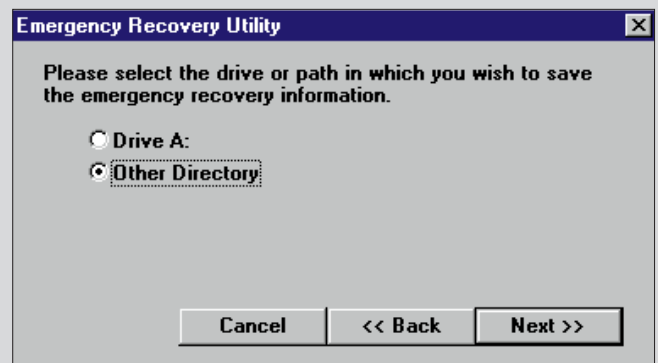 Emergency Recovery Utility
Please select the drive or path in which you wish to save
the emergency recovery information.
Drive A:
Other Directory
Cancel
<< Back
Next >>